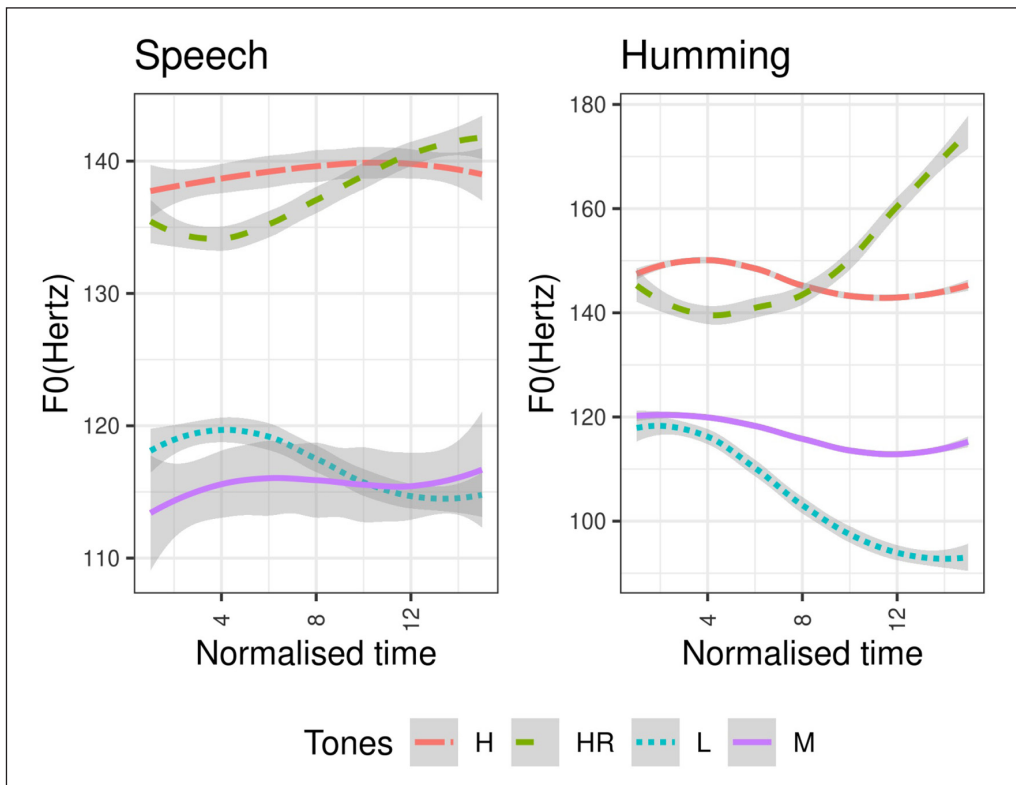 Speech
F0(Hertz)
140
130
120
110
4
8
12
Normalised time
Humming
F0(Hertz)
180
160
140
120
100
4
8
12
Normalised time
Tones H HR L M